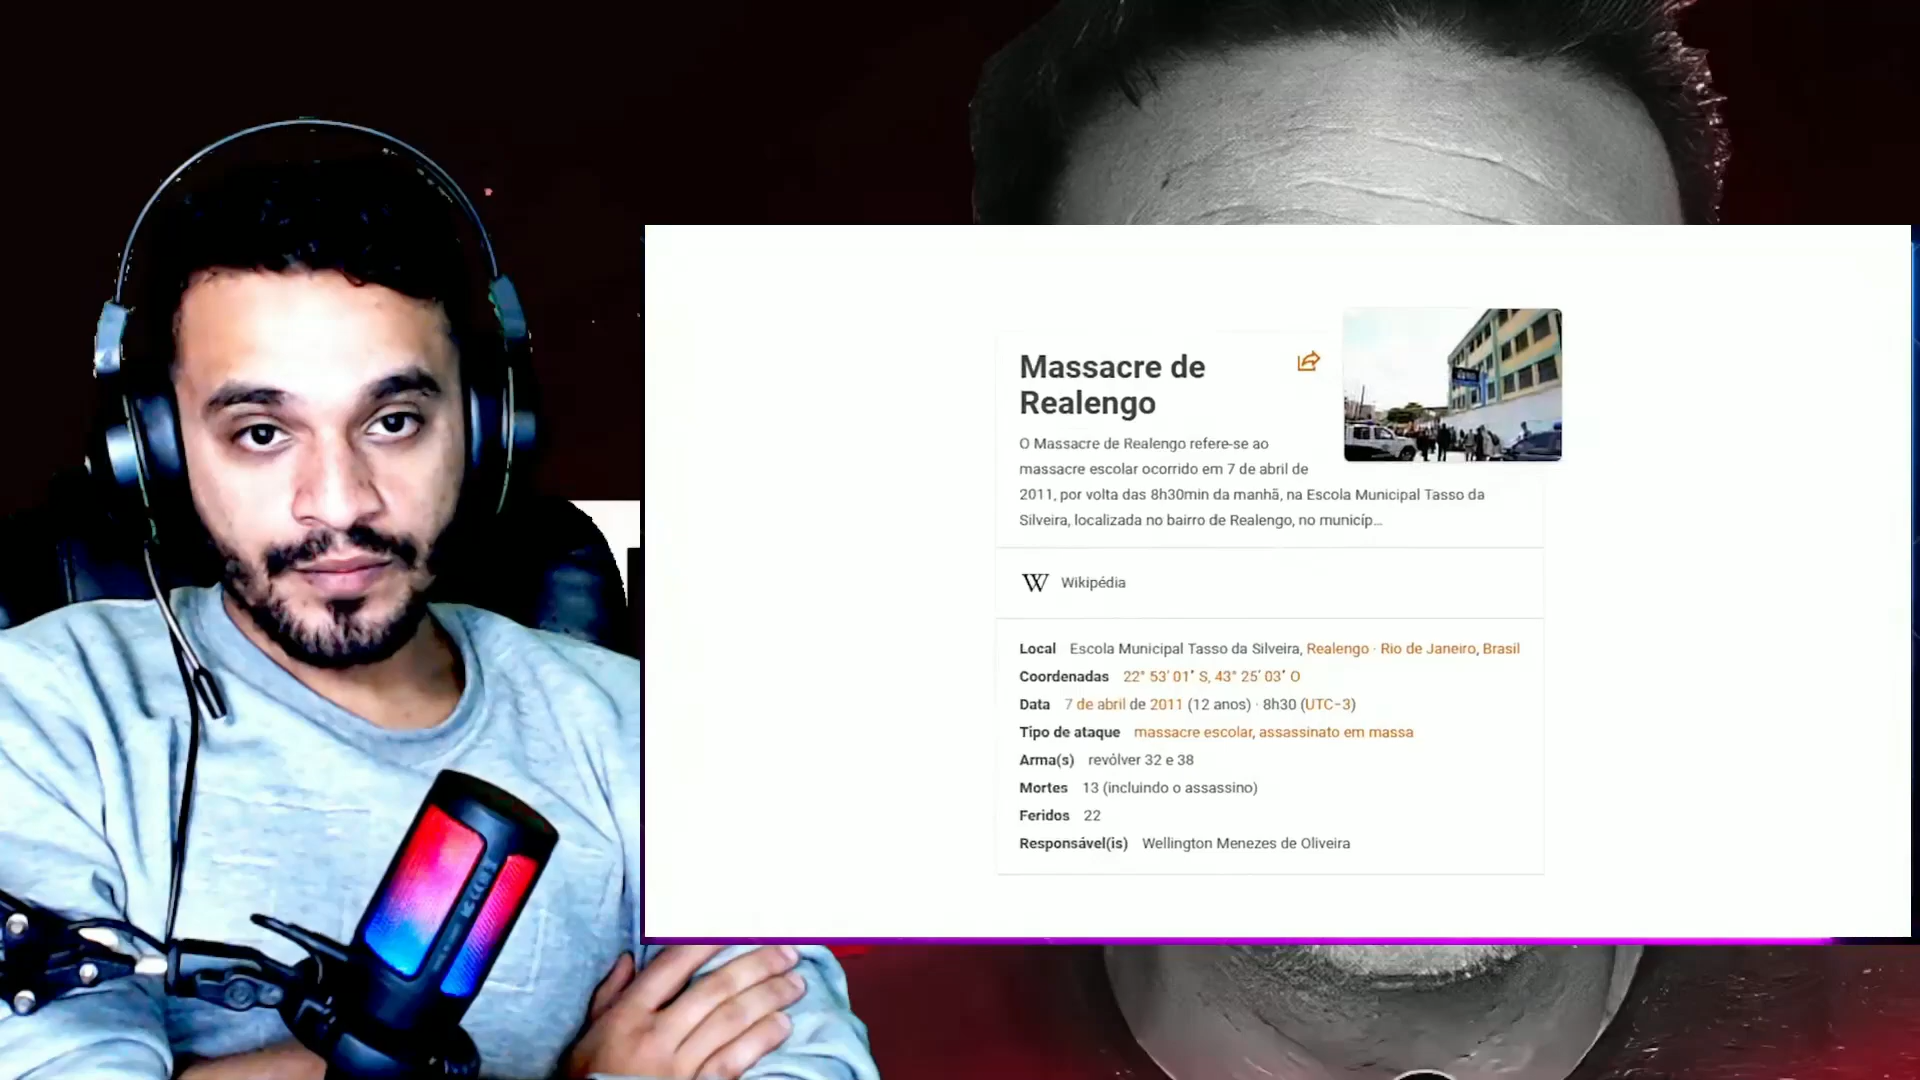 Massacre de
Realengo
O Massacre de Realengo refere-se ao
massacre escolar ocorrido em 7 de abril de
2011, por volta das 8h30min da manhã, na Escola Municipal Tasso da
Silveira, localizada no bairro de Realengo, no municíp...
W Wikipédia
Local Escola Municipal Tasso da Silveira, Realengo · Rio de Janeiro, Brasil
Coordenadas 22° 53' 01" S, 43° 25' 03" O
Data 7 de abril de 2011 (12 anos) · 8h30 (UTC−3)
Tipo de ataque massacre escolar, assassinato em massa
Arma(s) revólver 32 e 38
Mortes 13 (incluindo o assassino)
Feridos 22
Responsável(is) Wellington Menezes de Oliveira